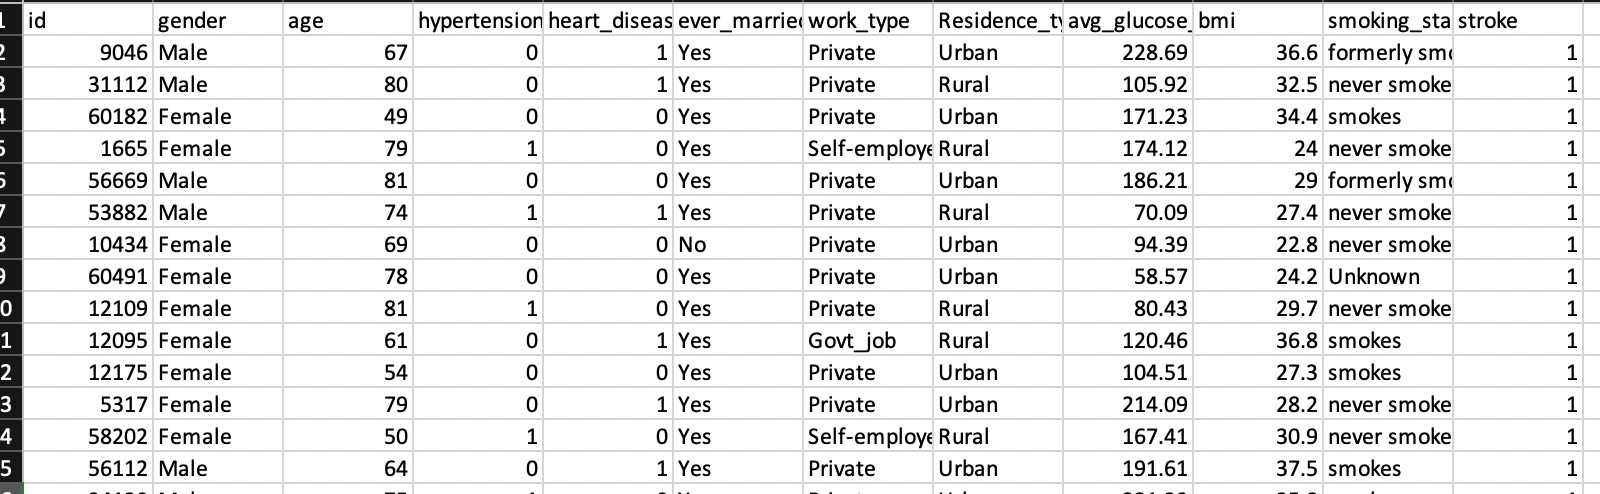 id gender age hypertension heart_diseas ever_married work_type Residence_ty avg_glucose_ bmi smoking_sta stroke
2 9046 Male 67 0 1 Yes Private Urban 228.69 36.6 formerly smo 1
3 31112 Male 80 0 1 Yes Private Rural 105.92 32.5 never smoke 1
4 60182 Female 49 0 0 Yes Private Urban 171.23 34.4 smokes 1
5 1665 Female 79 1 0 Yes Self-employe Rural 174.12 24 never smoke 1
6 56669 Male 81 0 0 Yes Private Urban 186.21 29 formerly smo 1
7 53882 Male 74 1 1 Yes Private Rural 70.09 27.4 never smoke 1
8 10434 Female 69 0 0 No Private Urban 94.39 22.8 never smoke 1
9 60491 Female 78 0 0 Yes Private Urban 58.57 24.2 Unknown 1
0 12109 Female 81 1 0 Yes Private Rural 80.43 29.7 never smoke 1
1 12095 Female 61 0 1 Yes Govt_job Rural 120.46 36.8 smokes 1
2 12175 Female 54 0 0 Yes Private Urban 104.51 27.3 smokes 1
3 5317 Female 79 0 1 Yes Private Urban 214.09 28.2 never smoke 1
4 58202 Female 50 1 0 Yes Self-employe Rural 167.41 30.9 never smoke 1
5 56112 Male 64 0 1 Yes Private Urban 191.61 37.5 smokes 1